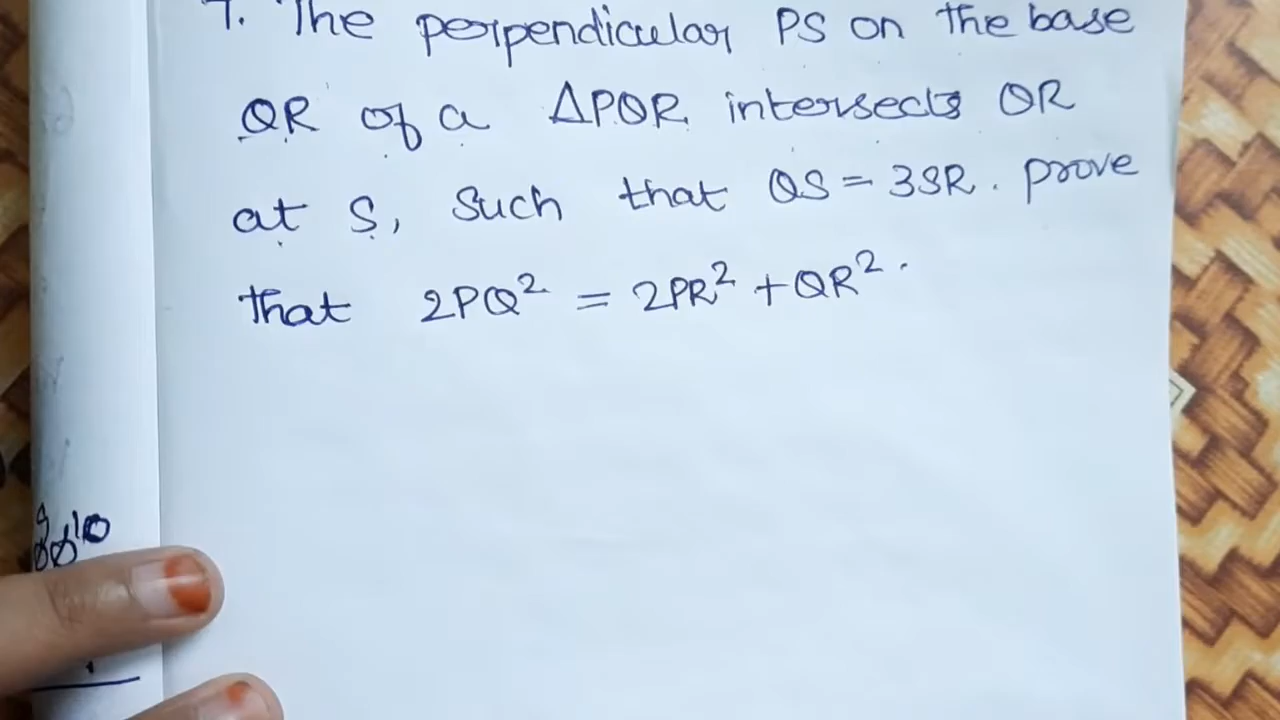 7. The perpendicular PS on the base
QR of a ΔPQR intersects QR
at S, Such that QS = 3SR. prove
that 2PQ² = 2PR² + QR².